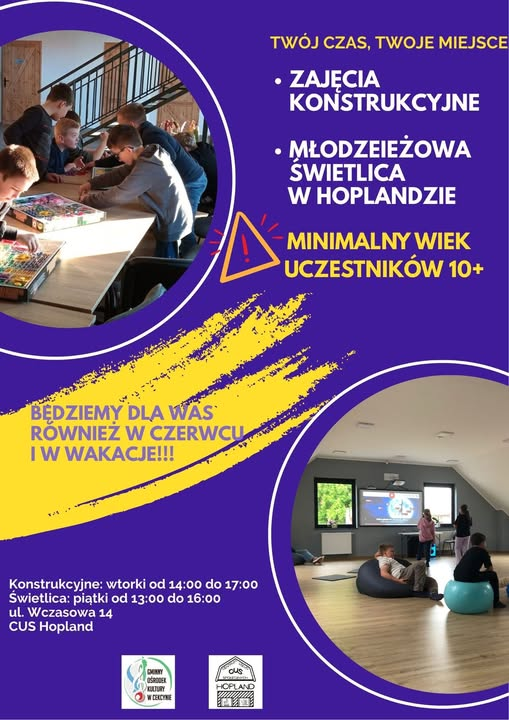 TWÓJ CZAS, TWOJE MIEJSCE
• ZAJĘCIA
KONSTRUKCYJNE
• MŁODZEIEŻOWA
ŚWIETLICA
W HOPLANDZIE
MINIMALNY WIEK
UCZESTNIKÓW 10+
BĘDZIEMY DLA WAS
RÓWNIEŻ W CZERWCU
I W WAKACJE!!!
Konstrukcyjne: wtorki od 14:00 do 17:00
Świetlica: piątki od 13:00 do 16:00
ul. Wczasowa 14
CUS Hopland
GMINNY
OŚRODEK
KULTURY
W CEKCYNIE
CUS
HOPLAND